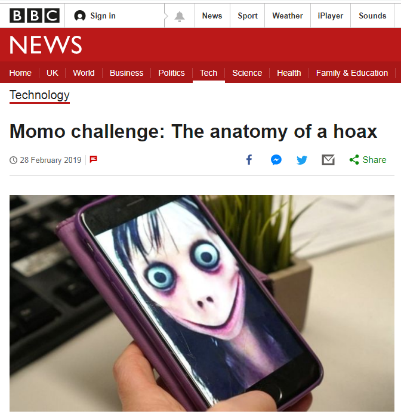 BBC Sign in News Sport Weather iPlayer Sounds
NEWS
Home UK World Business Politics Tech Science Health Family & Education
Technology
Momo challenge: The anatomy of a hoax
28 February 2019 Share